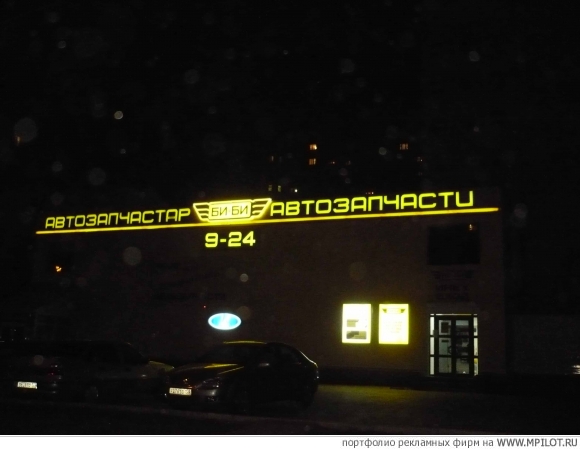 АВТОЗАПЧАСТАР БИ БИ АВТОЗАПЧАСТИ
9-24
портфолио рекламных фирм на WWW.MPILOT.RU